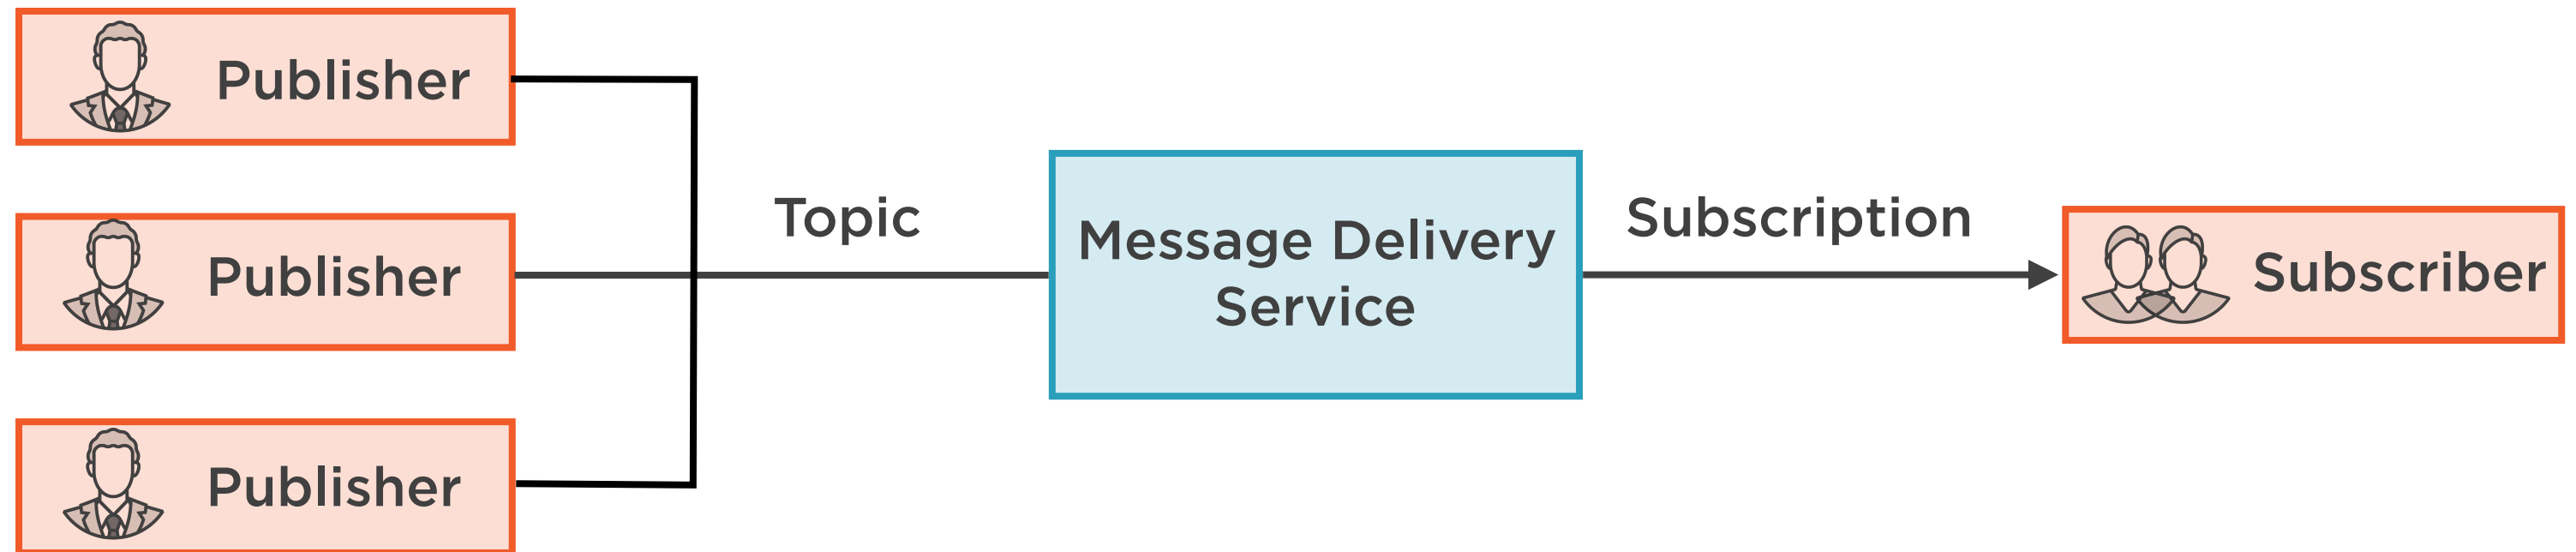 Publisher
Publisher
Publisher
Topic
Message Delivery
Service
Subscription
Subscriber